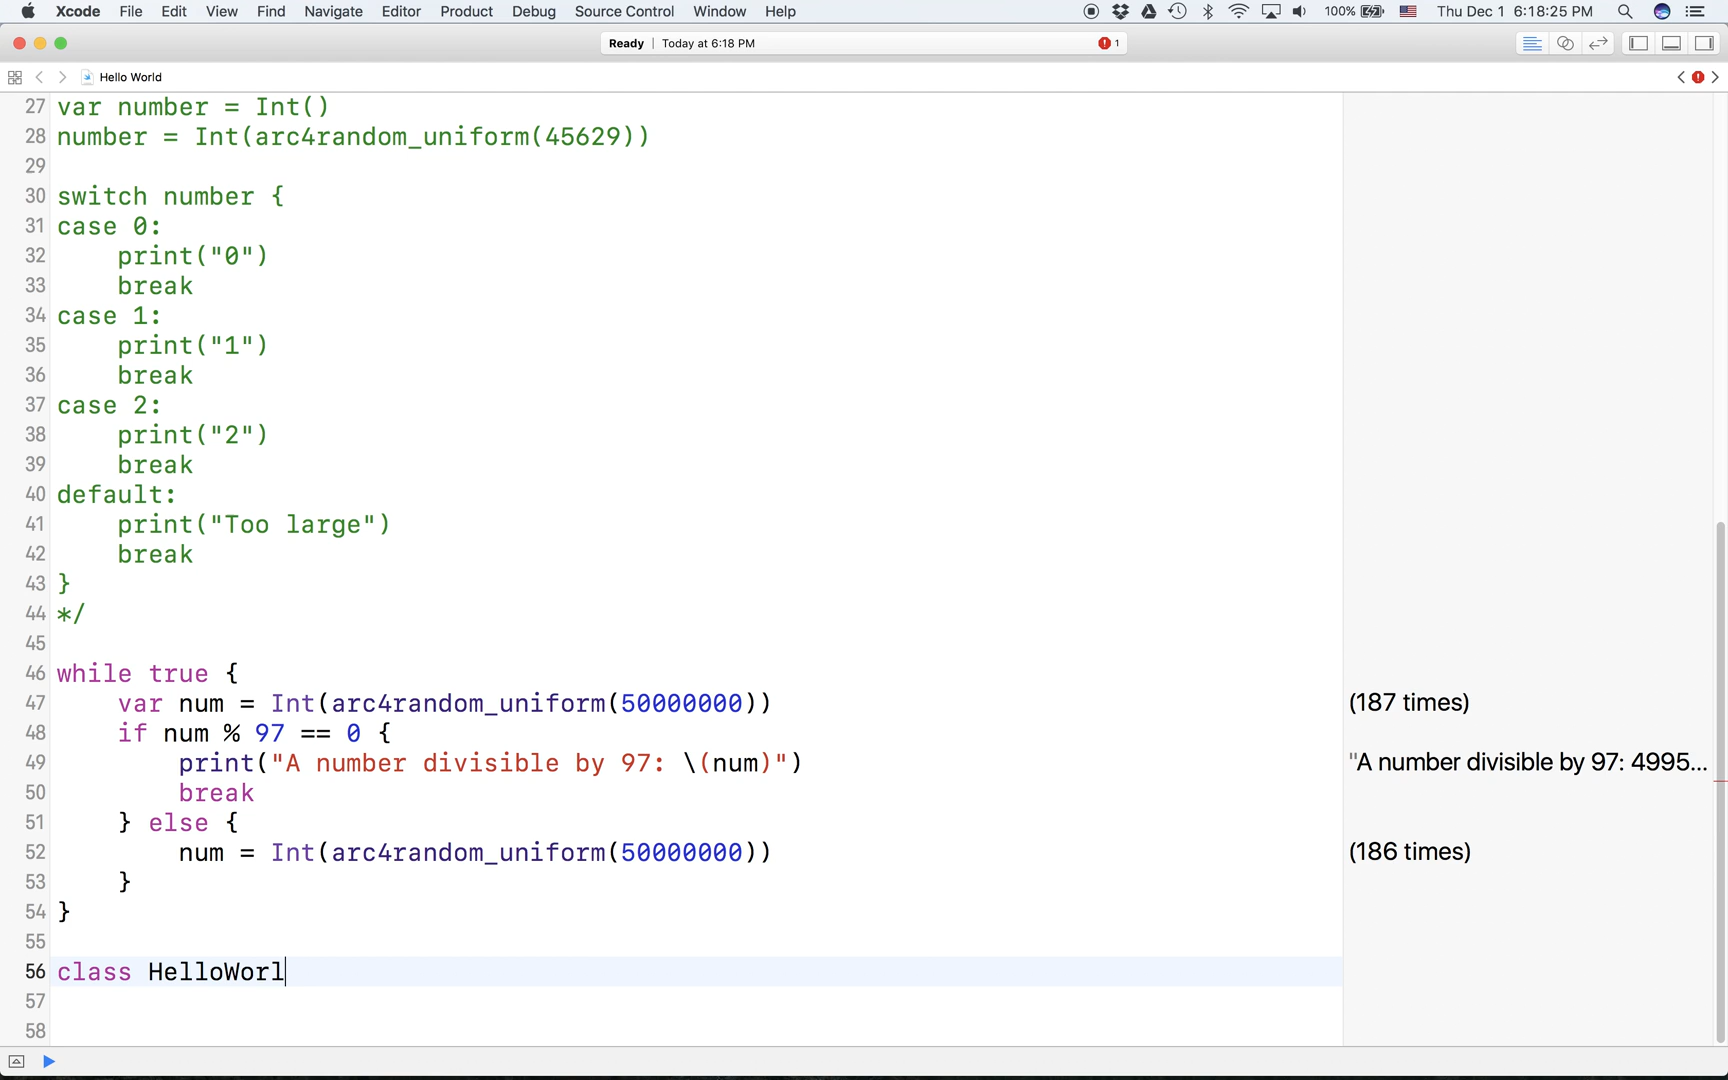 Xcode File Edit View Find Navigate Editor Product Debug Source Control Window Help 100% Thu Dec 1 6:18:25 PM
Ready | Today at 6:18 PM 1
Hello World
27 var number = Int()
28 number = Int(arc4random_uniform(45629))
29
30 switch number {
31 case 0:
32 print("0")
33 break
34 case 1:
35 print("1")
36 break
37 case 2:
38 print("2")
39 break
40 default:
41 print("Too large")
42 break
43 }
44 */
45
46 while true {
47 var num = Int(arc4random_uniform(50000000)) (187 times)
48 if num % 97 == 0 {
49 print("A number divisible by 97: \(num)") "A number divisible by 97: 4995...
50 break
51 } else {
52 num = Int(arc4random_uniform(50000000)) (186 times)
53 }
54 }
55
56 class HelloWorl
57
58